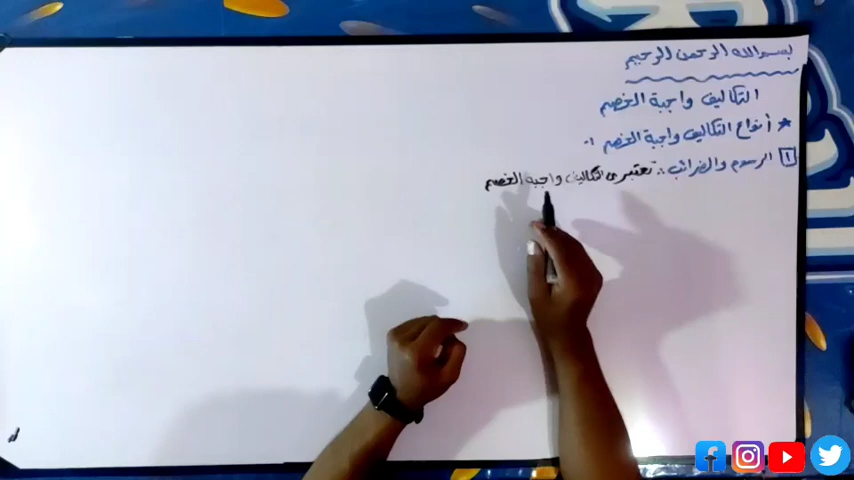 بسم الله الرحمن الرحيم
التكاليف واجبة الخصم
* أنواع التكاليف واجبة الخصم :-
1 الرسوم والضرائب :- تعتبر من التكاليف واجبة الخصم